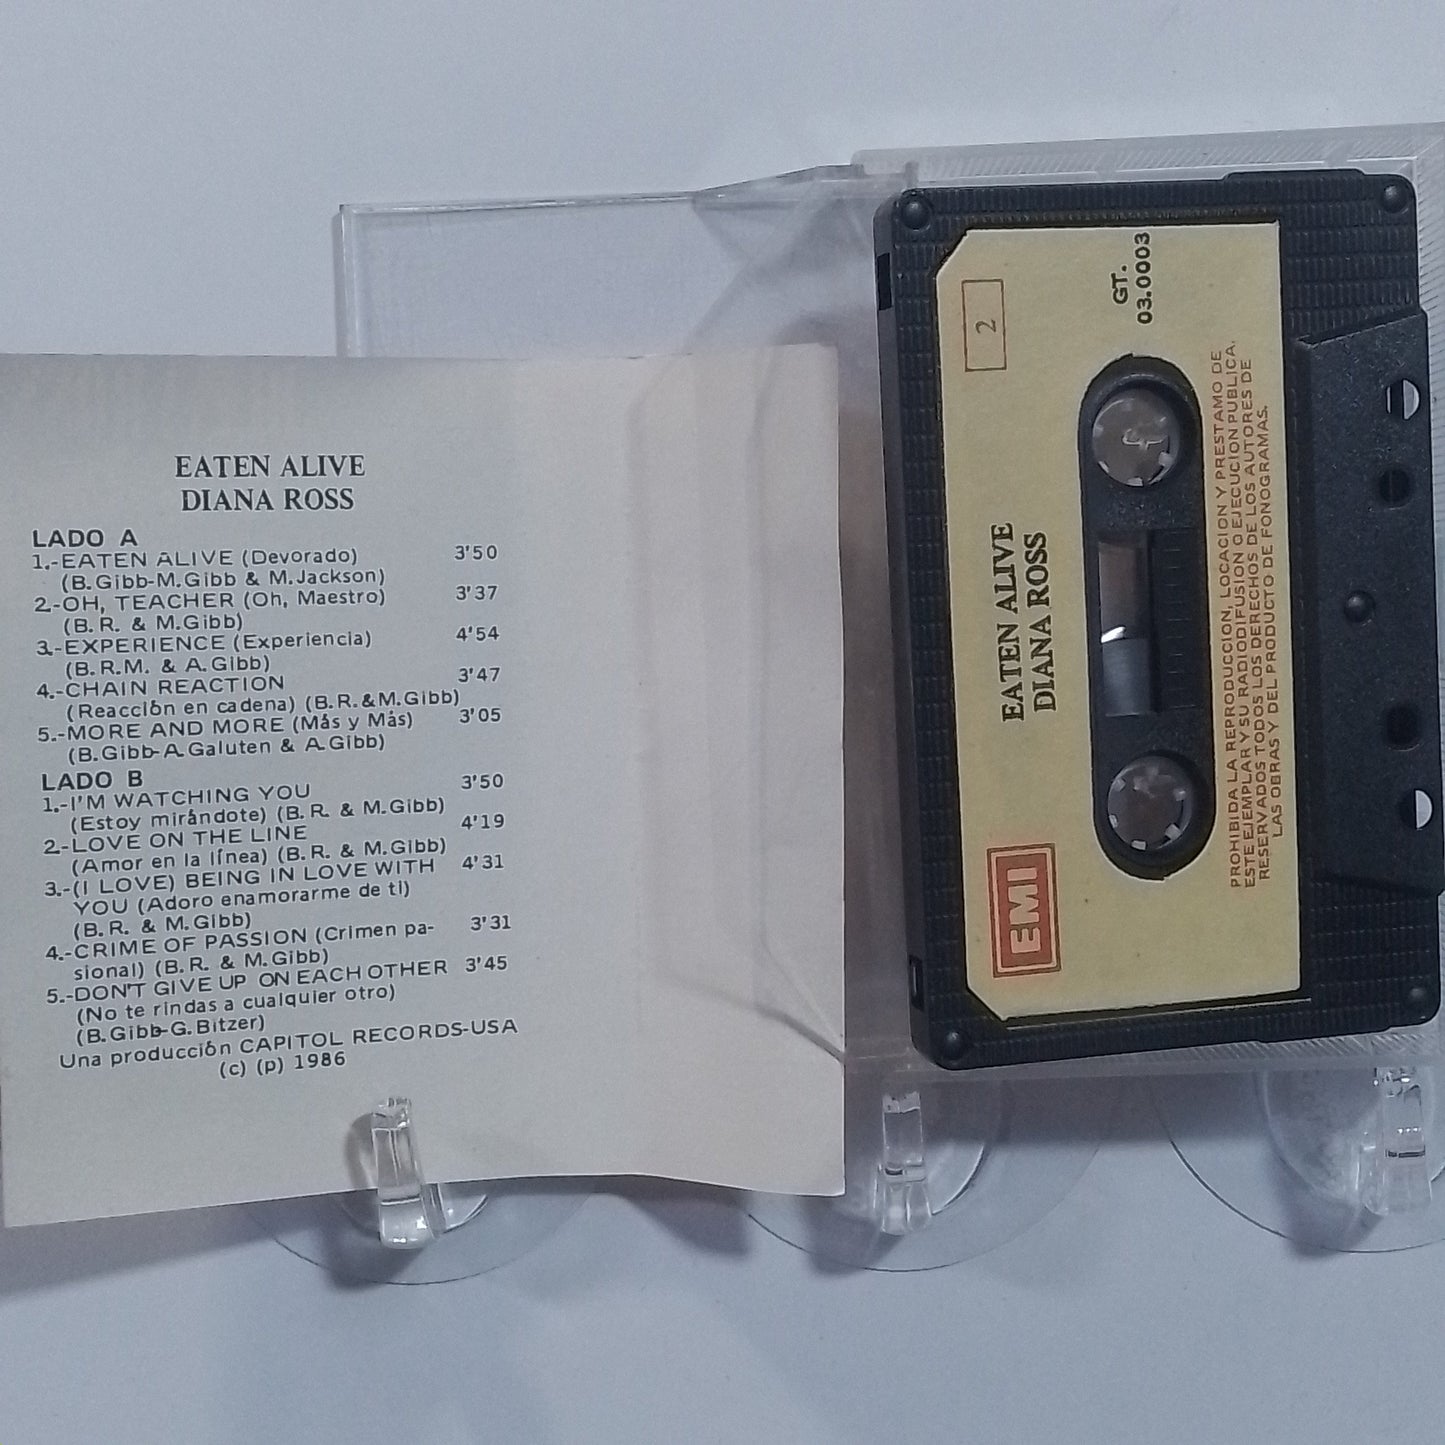 EATEN ALIVE
DIANA ROSS
LADO A
1.-EATEN ALIVE (Devorado) 3'50
(B.Gibb-M.Gibb & M.Jackson)
2.-OH, TEACHER (Oh, Maestro) 3'37
(B. R. & M.Gibb)
3.-EXPERIENCE (Experiencia) 4'54
(B.R.M. & A.Gibb)
4.-CHAIN REACTION 3'47
(Reacción en cadena) (B.R.&M.Gibb)
5.-MORE AND MORE (Más y Más) 3'05
(B.Gibb-A.Galuten & A.Gibb)
LADO B
1.-I'M WATCHING YOU 3'50
(Estoy mirándote) (B.R. & M.Gibb)
2.-LOVE ON THE LINE 4'19
(Amor en la línea) (B.R. & M.Gibb)
3.-(I LOVE) BEING IN LOVE WITH 4'31
YOU (Adoro enamorarme de ti)
(B.R. & M.Gibb)
4.-CRIME OF PASSION (Crimen pa- 3'31
sional) (B.R. & M.Gibb)
5.-DON'T GIVE UP ON EACH OTHER 3'45
(No te rindas a cualquier otro)
(B.Gibb-G.Bitzer)
Una producción CAPITOL RECORDS-USA
(c) (p) 1986
2
GT.
03.0003
EATEN ALIVE
DIANA ROSS
EMI
PROHIBIDA LA REPRODUCCION, LOCACION Y PRESTAMO DE
ESTE EJEMPLAR Y SU RADIODIFUSION O EJECUCION PUBLICA.
RESERVADOS TODOS LOS DERECHOS DE LOS AUTORES DE
LAS OBRAS Y DEL PRODUCTO DE FONOGRAMAS.